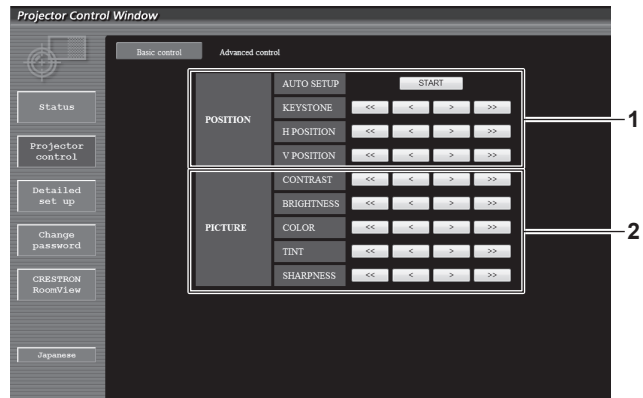 Projector Control Window
Basic control Advanced control
Status
Projector
control
Detailed
set up
Change
password
CRESTRON
RoomView
Japanese
POSITION
AUTO SETUP START
KEYSTONE << < > >>
H POSITION << < > >>
V POSITION << < > >>
1
PICTURE
CONTRAST << < > >>
BRIGHTNESS << < > >>
COLOR << < > >>
TINT << < > >>
SHARPNESS << < > >>
2